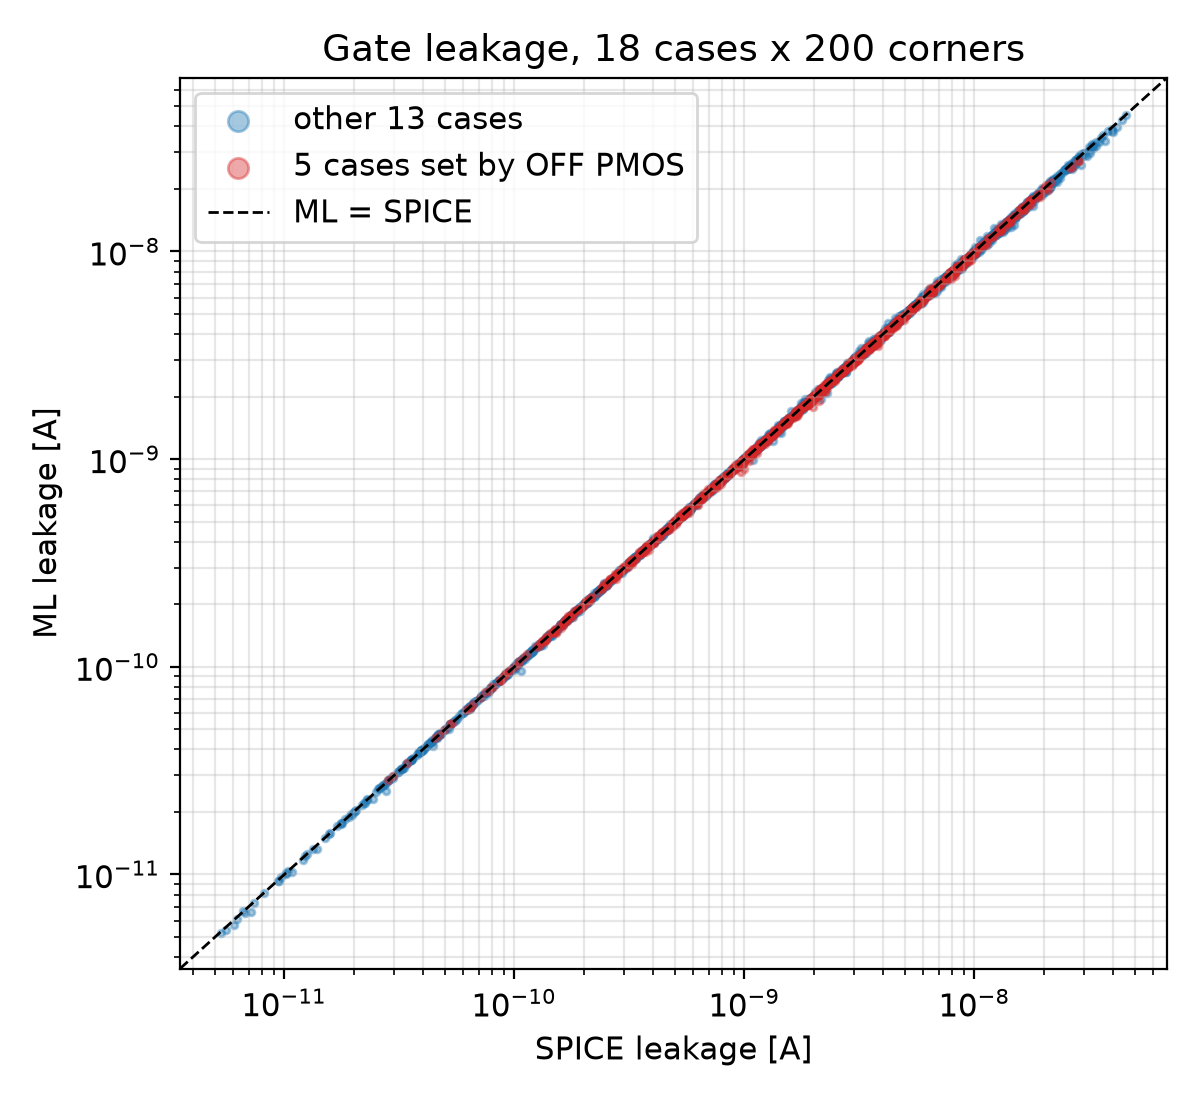 Gate leakage, 18 cases x 200 corners
other 13 cases
5 cases set by OFF PMOS
ML = SPICE
10⁻⁸
10⁻⁹
10⁻¹⁰
10⁻¹¹
ML leakage [A]
10⁻¹¹ 10⁻¹⁰ 10⁻⁹ 10⁻⁸
SPICE leakage [A]